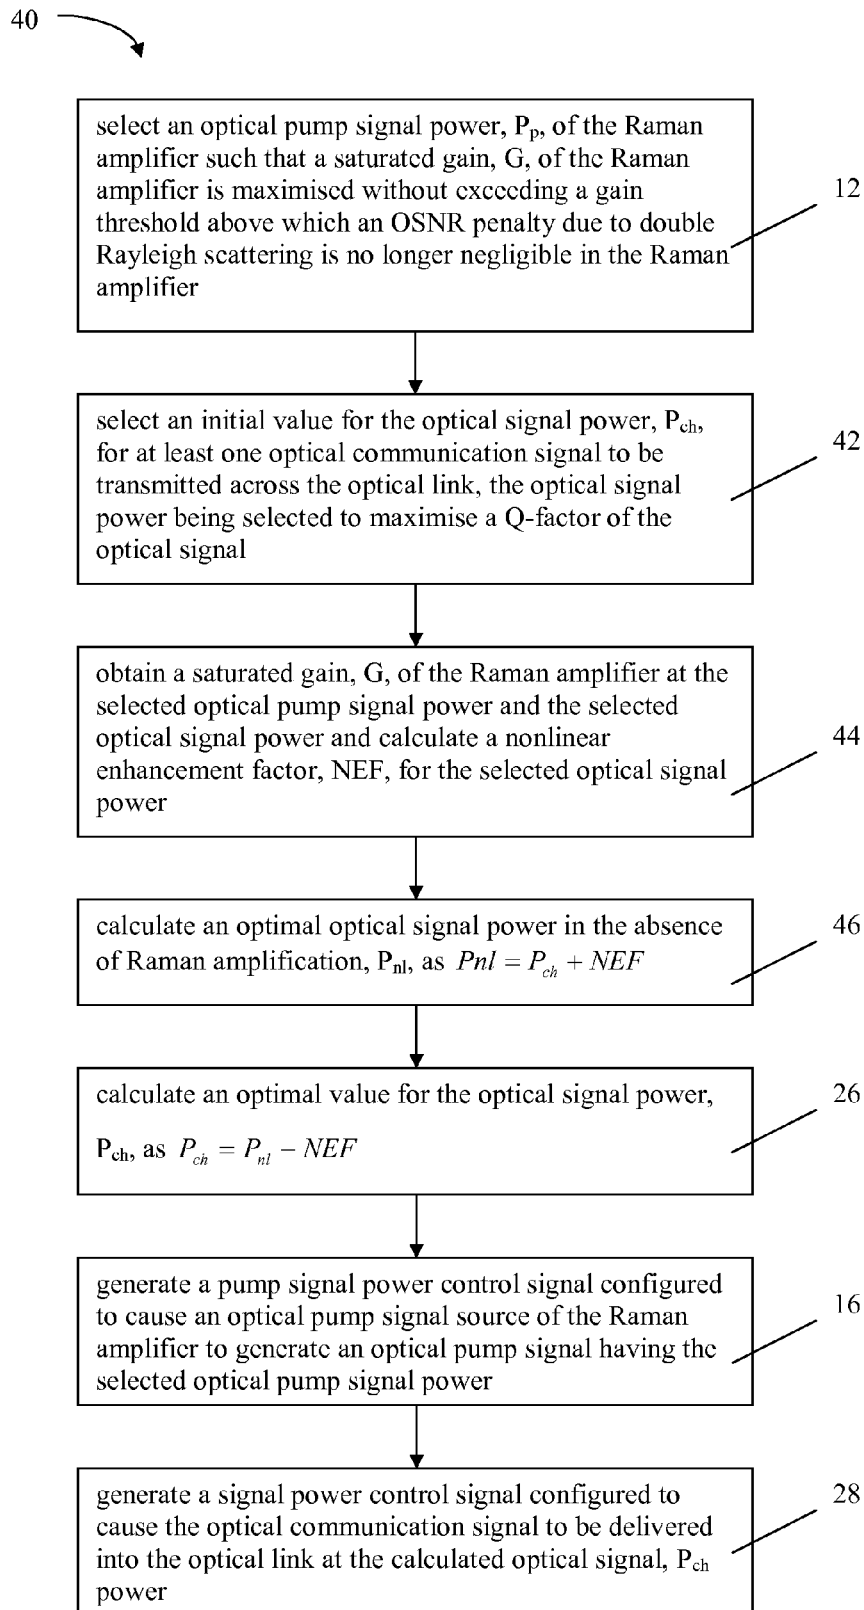 40
select an optical pump signal power, Pp, of the Raman
amplifier such that a saturated gain, G, of the Raman
amplifier is maximised without exceeding a gain
threshold above which an OSNR penalty due to double
Rayleigh scattering is no longer negligible in the Raman
amplifier
12
select an initial value for the optical signal power, Pch,
for at least one optical communication signal to be
transmitted across the optical link, the optical signal
power being selected to maximise a Q-factor of the
optical signal
42
obtain a saturated gain, G, of the Raman amplifier at the
selected optical pump signal power and the selected
optical signal power and calculate a nonlinear
enhancement factor, NEF, for the selected optical signal
power
44
calculate an optimal optical signal power in the absence
of Raman amplification, Pnl, as Pnl = Pch + NEF
46
calculate an optimal value for the optical signal power,
Pch, as Pch = Pnl − NEF
26
generate a pump signal power control signal configured
to cause an optical pump signal source of the Raman
amplifier to generate an optical pump signal having the
selected optical pump signal power
16
generate a signal power control signal configured to
cause the optical communication signal to be delivered
into the optical link at the calculated optical signal, Pch
power
28